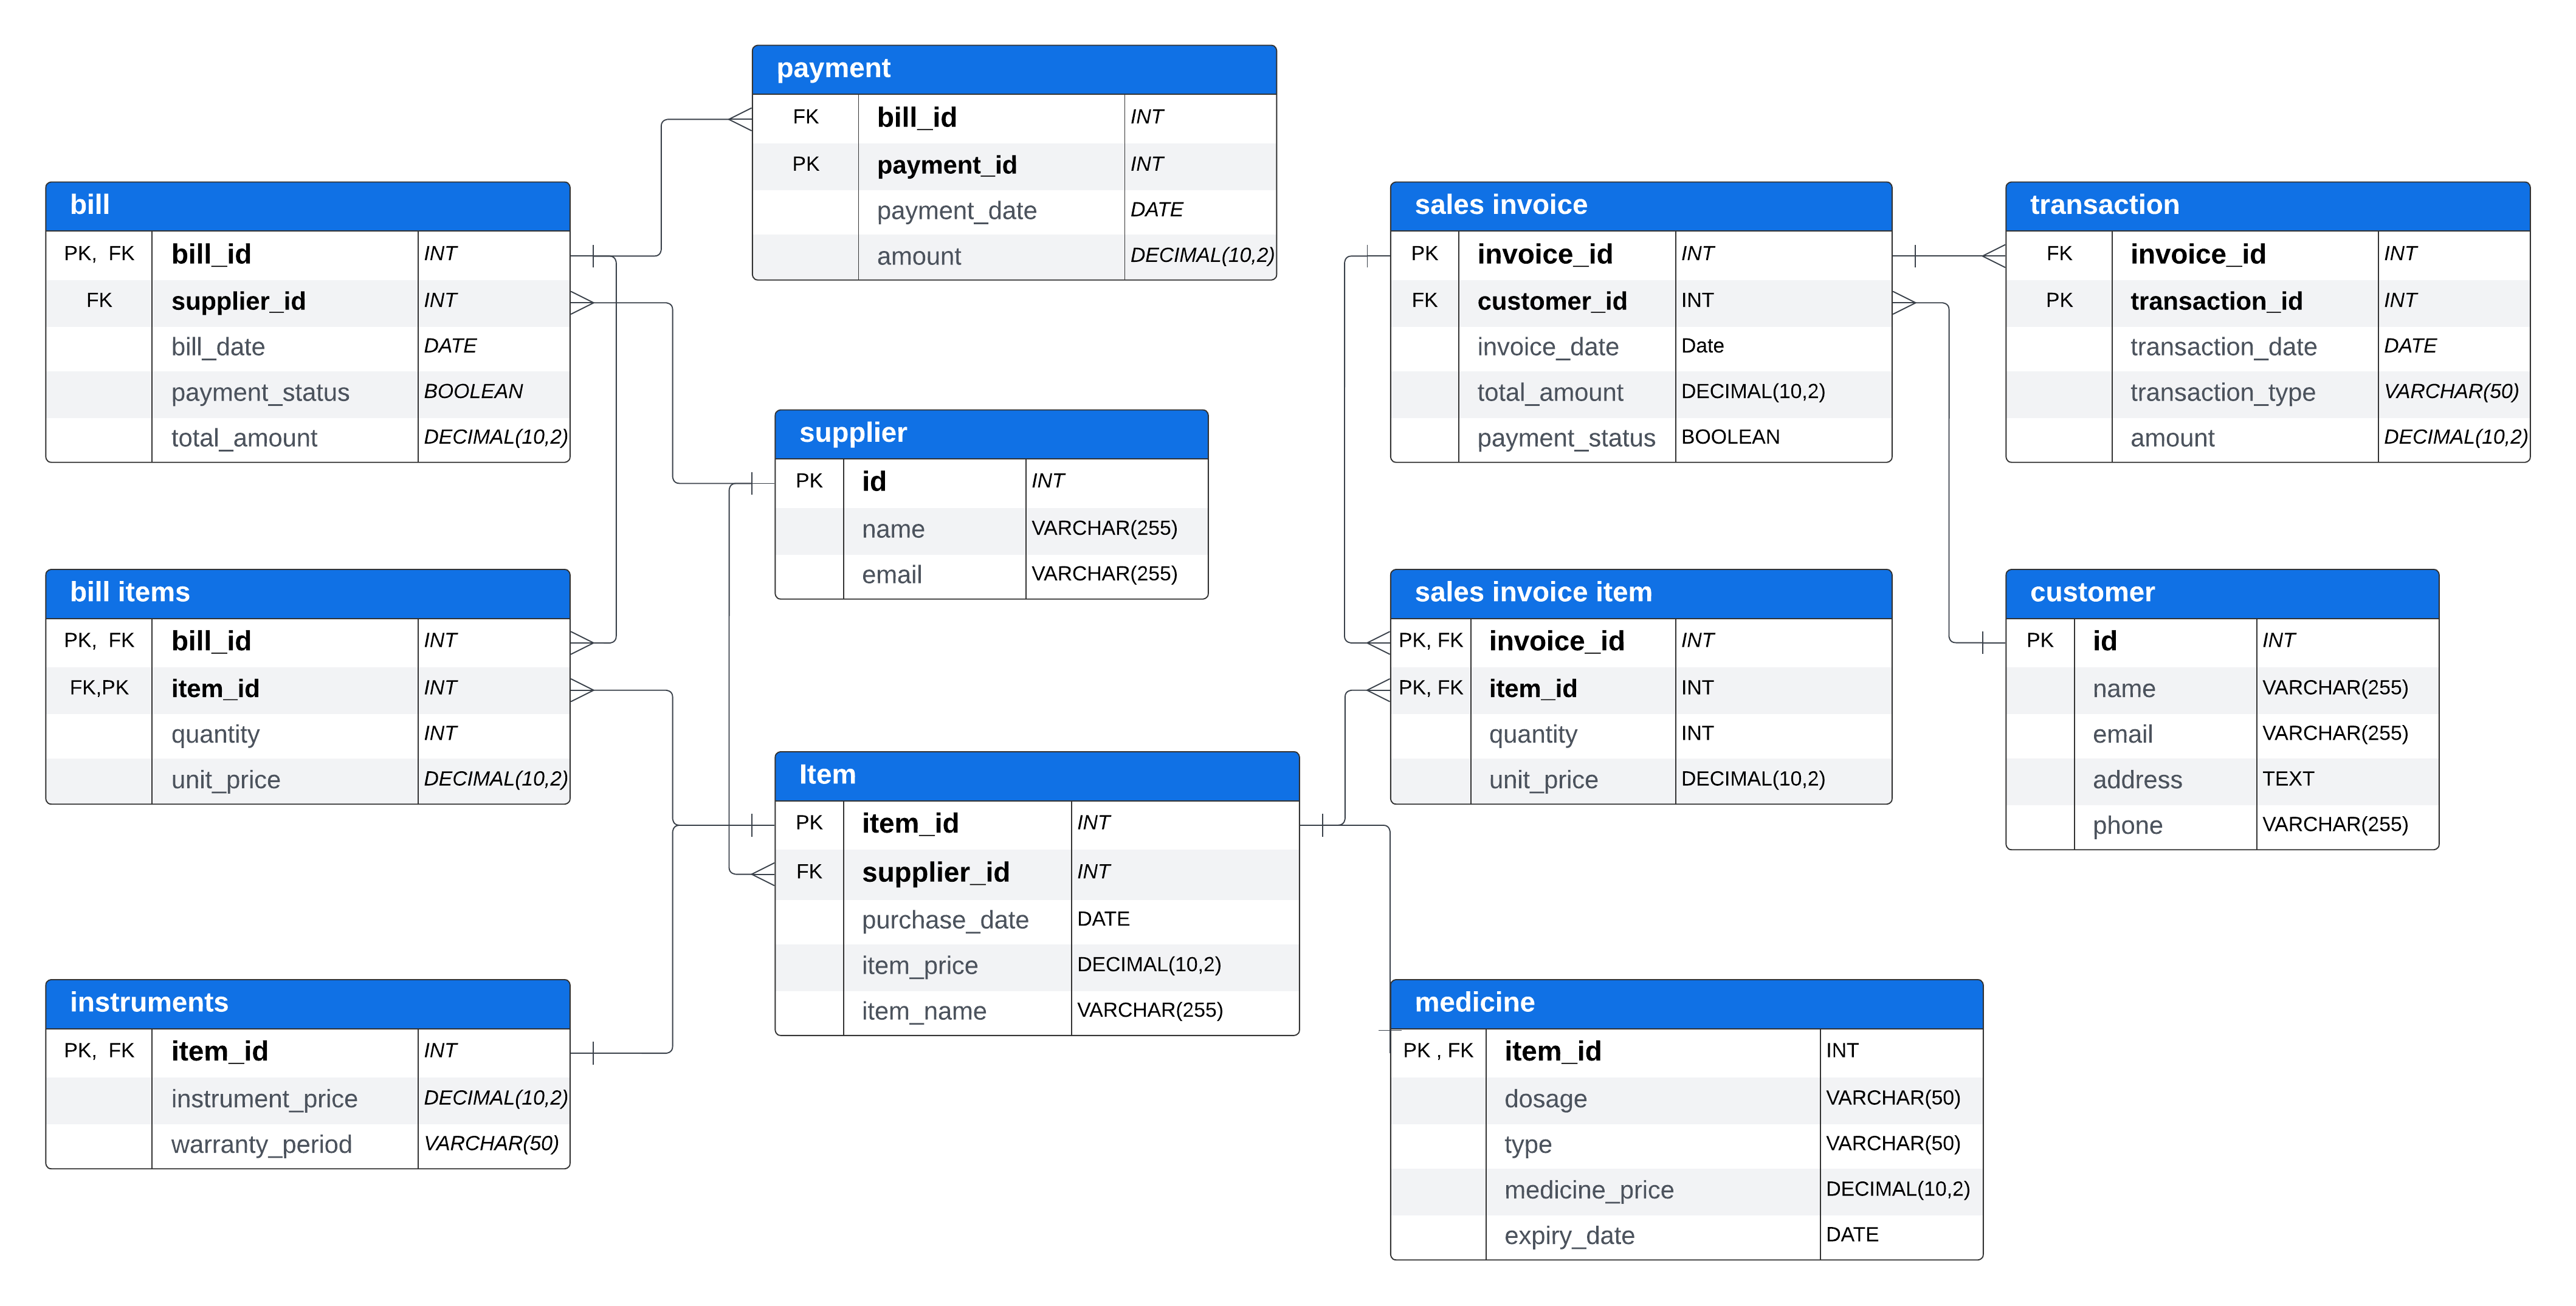 payment
FK bill_id INT
PK payment_id INT
payment_date DATE
amount DECIMAL(10,2)
bill
PK, FK bill_id INT
FK supplier_id INT
bill_date DATE
payment_status BOOLEAN
total_amount DECIMAL(10,2)
sales invoice
PK invoice_id INT
FK customer_id INT
invoice_date Date
total_amount DECIMAL(10,2)
payment_status BOOLEAN
transaction
FK invoice_id INT
PK transaction_id INT
transaction_date DATE
transaction_type VARCHAR(50)
amount DECIMAL(10,2)
supplier
PK id INT
name VARCHAR(255)
email VARCHAR(255)
bill items
PK, FK bill_id INT
FK,PK item_id INT
quantity INT
unit_price DECIMAL(10,2)
sales invoice item
PK, FK invoice_id INT
PK, FK item_id INT
quantity INT
unit_price DECIMAL(10,2)
customer
PK id INT
name VARCHAR(255)
email VARCHAR(255)
address TEXT
phone VARCHAR(255)
Item
PK item_id INT
FK supplier_id INT
purchase_date DATE
item_price DECIMAL(10,2)
item_name VARCHAR(255)
instruments
PK, FK item_id INT
instrument_price DECIMAL(10,2)
warranty_period VARCHAR(50)
medicine
PK , FK item_id INT
dosage VARCHAR(50)
type VARCHAR(50)
medicine_price DECIMAL(10,2)
expiry_date DATE